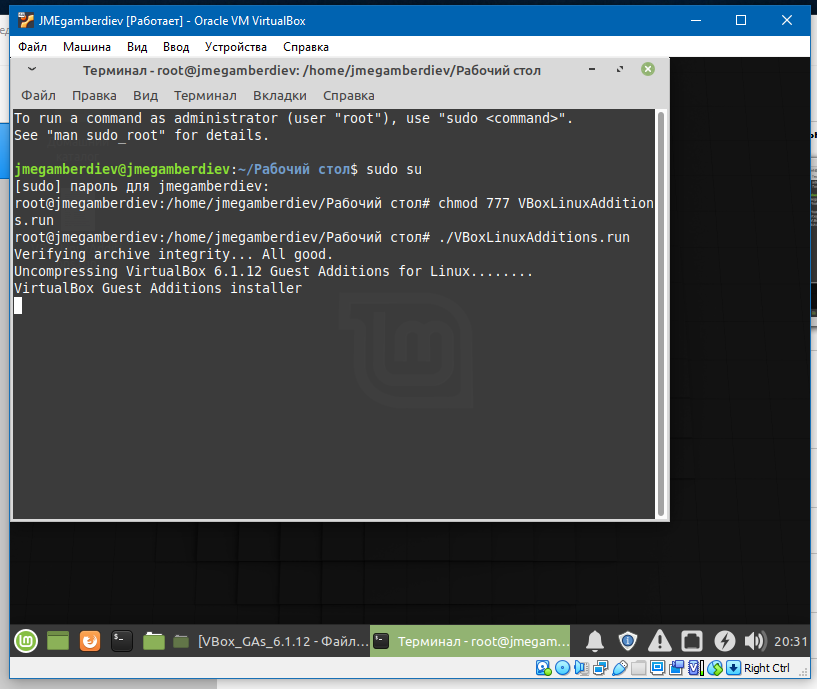 JMEgamberdiev [Работает] - Oracle VM VirtualBox
Файл Машина Вид Ввод Устройства Справка
Терминал - root@jmegamberdiev: /home/jmegamberdiev/Рабочий стол
Файл Правка Вид Терминал Вкладки Справка
To run a command as administrator (user "root"), use "sudo <command>".
See "man sudo_root" for details.
jmegamberdiev@jmegamberdiev:~/Рабочий стол$ sudo su
[sudo] пароль для jmegamberdiev:
root@jmegamberdiev:/home/jmegamberdiev/Рабочий стол# chmod 777 VBoxLinuxAddition
s.run
root@jmegamberdiev:/home/jmegamberdiev/Рабочий стол# ./VBoxLinuxAdditions.run
Verifying archive integrity... All good.
Uncompressing VirtualBox 6.1.12 Guest Additions for Linux........
VirtualBox Guest Additions installer
[VBox_GAs_6.1.12 - Файл... Терминал - root@jmegam... 20:31
Right Ctrl